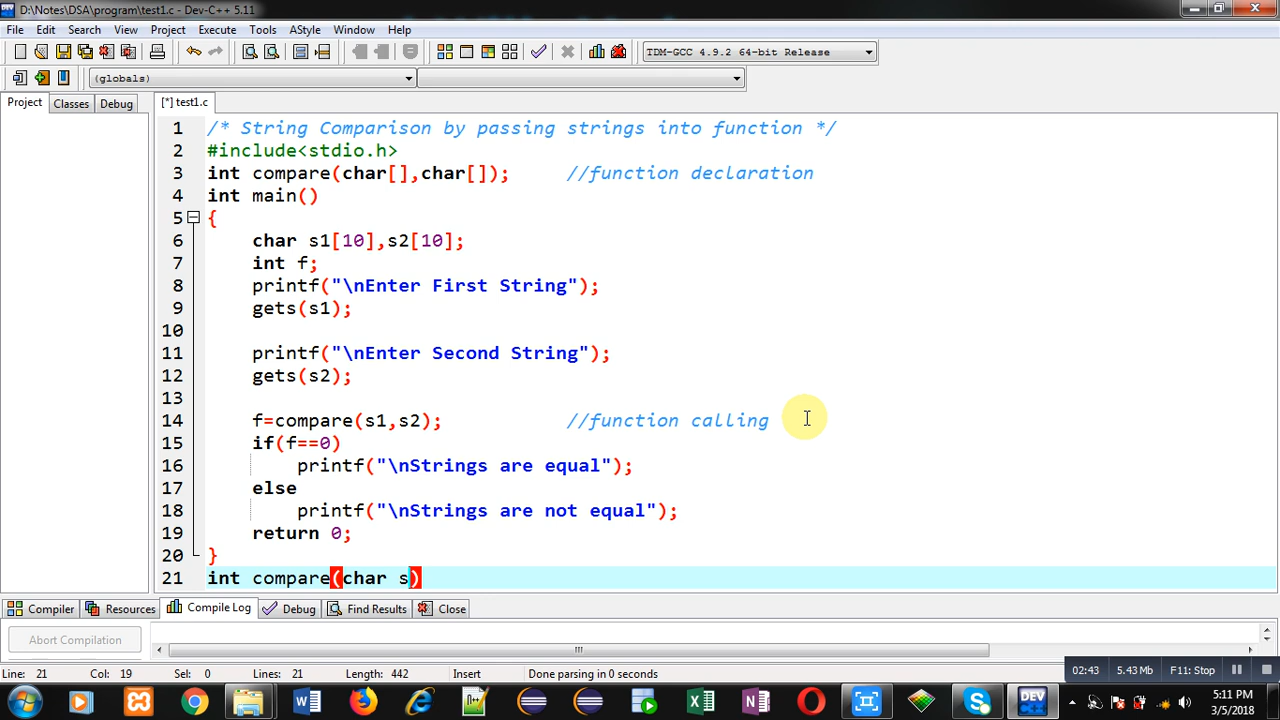 D:\Notes\DSA\program\test1.c - Dev-C++ 5.11
File Edit Search View Project Execute Tools AStyle Window Help
TDM-GCC 4.9.2 64-bit Release
(globals)
Project Classes Debug [*] test1.c
1 /* String Comparison by passing strings into function */
2 #include<stdio.h>
3 int compare(char[],char[]); //function declaration
4 int main()
5 {
6 char s1[10],s2[10];
7 int f;
8 printf("\nEnter First String");
9 gets(s1);
10
11 printf("\nEnter Second String");
12 gets(s2);
13
14 f=compare(s1,s2); //function calling
15 if(f==0)
16 printf("\nStrings are equal");
17 else
18 printf("\nStrings are not equal");
19 return 0;
20 }
21 int compare(char s)
Compiler Resources Compile Log Debug Find Results Close
Abort Compilation
Line: 21 Col: 19 Sel: 0 Lines: 21 Length: 442 Insert Done parsing in 0 seconds
02:43 5.43 Mb F11: Stop
DEV
5:11 PM
3/5/2018